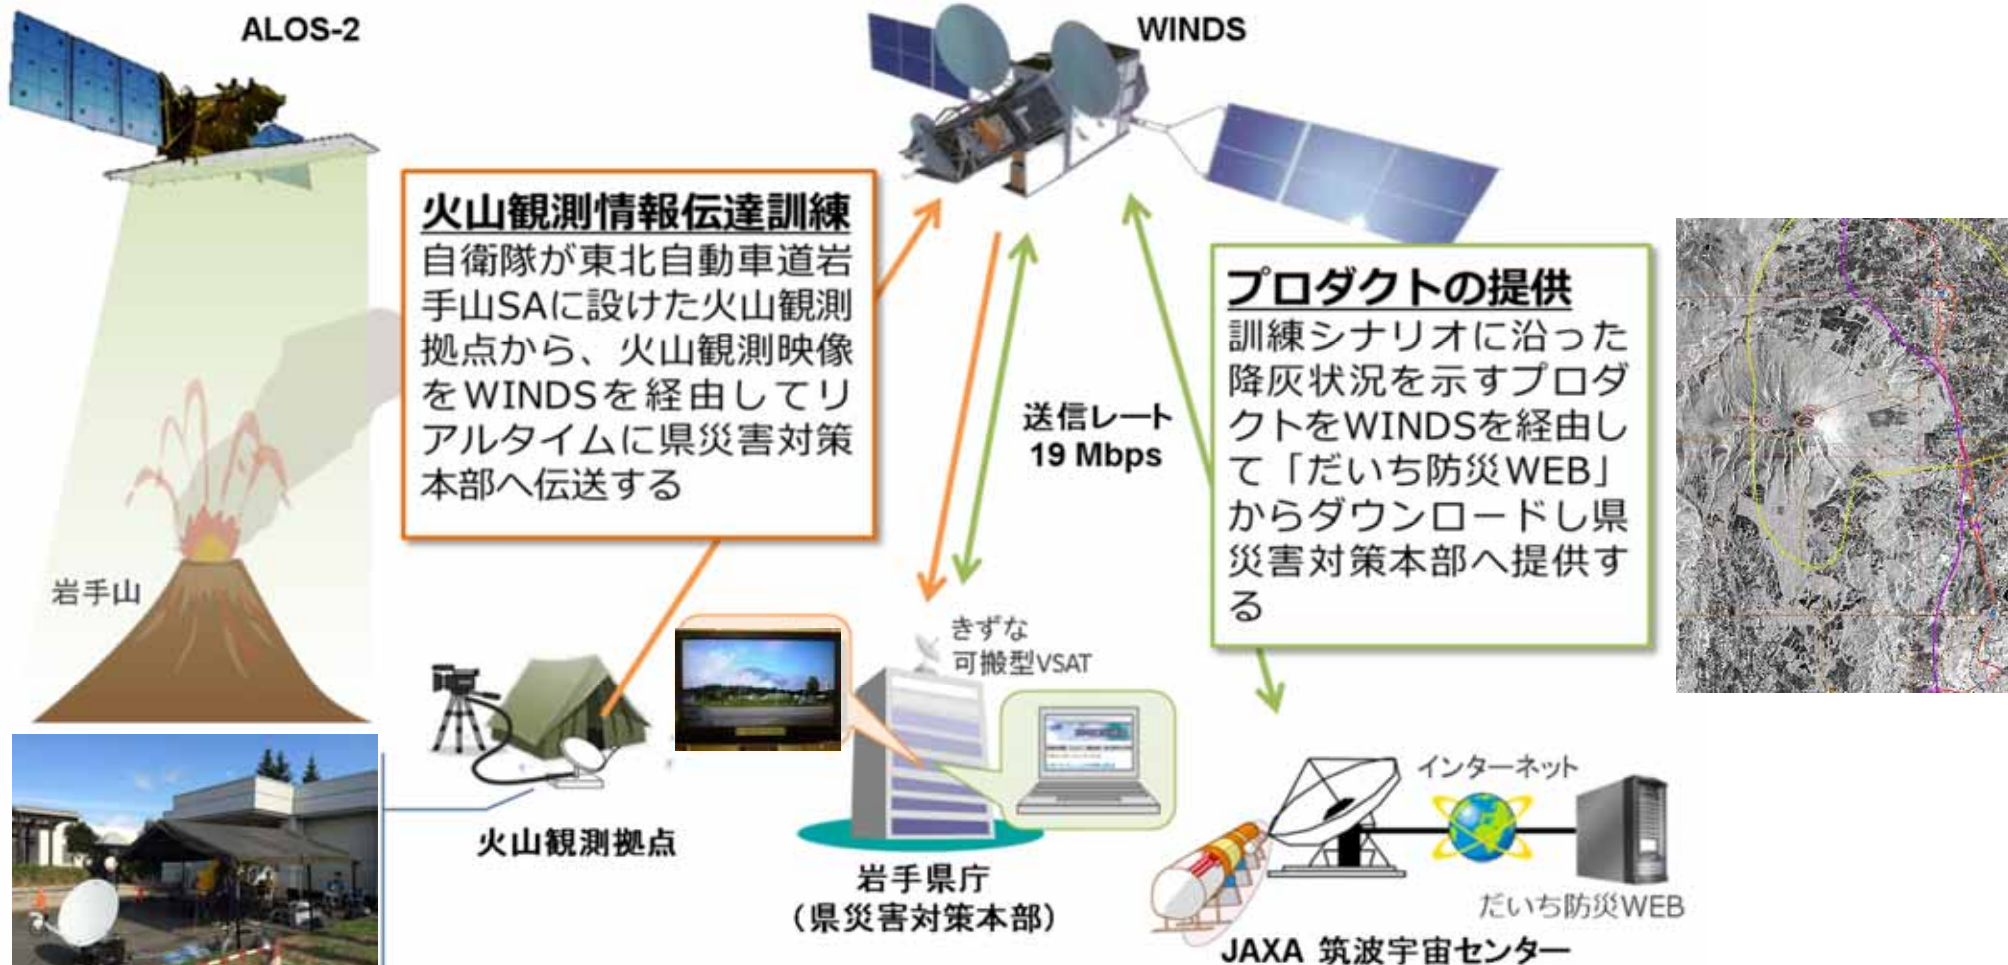 ALOS-2
WINDS
火山観測情報伝達訓練
自衛隊が東北自動車道岩
手山SAに設けた火山観測
拠点から、火山観測映像
をWINDSを経由してリ
アルタイムに県災害対策
本部へ伝送する
プロダクトの提供
訓練シナリオに沿った
降灰状況を示すプロダ
クトをWINDSを経由し
て「だいち防災WEB」
からダウンロードし県
災害対策本部へ提供す
る
送信レート
19 Mbps
岩手山
きずな
可搬型VSAT
火山観測拠点
岩手県庁
（県災害対策本部）
インターネット
だいち防災WEB
JAXA 筑波宇宙センター